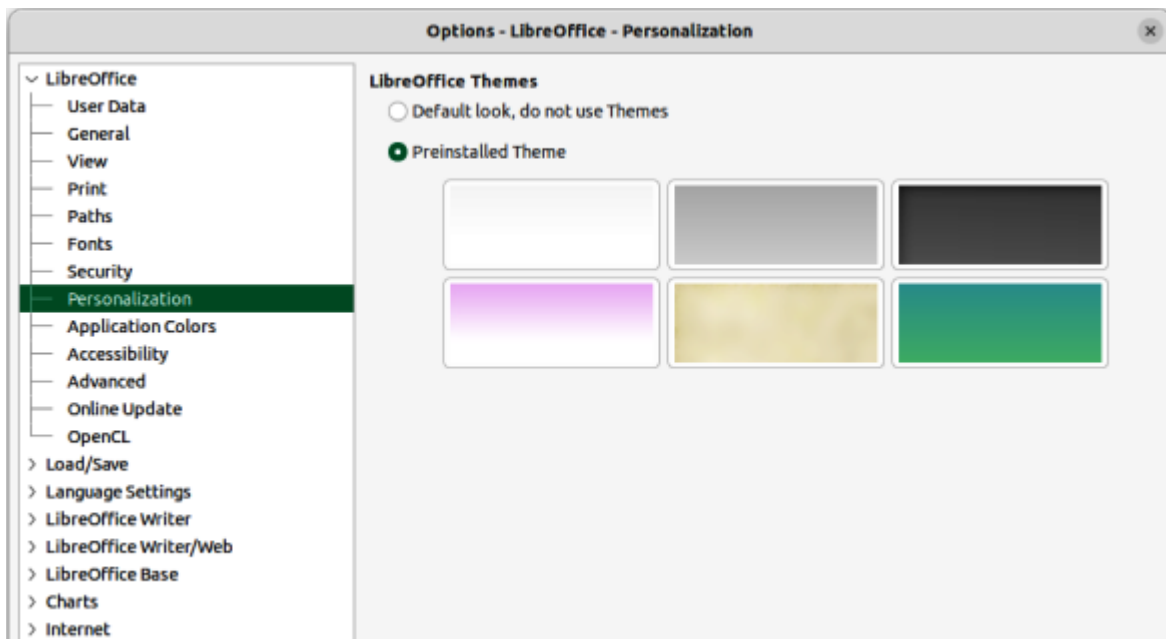 Options - LibreOffice - Personalization
LibreOffice
User Data
General
View
Print
Paths
Fonts
Security
Personalization
Application Colors
Accessibility
Advanced
Online Update
OpenCL
Load/Save
Language Settings
LibreOffice Writer
LibreOffice Writer/Web
LibreOffice Base
Charts
Internet
LibreOffice Themes
Default look, do not use Themes
Preinstalled Theme